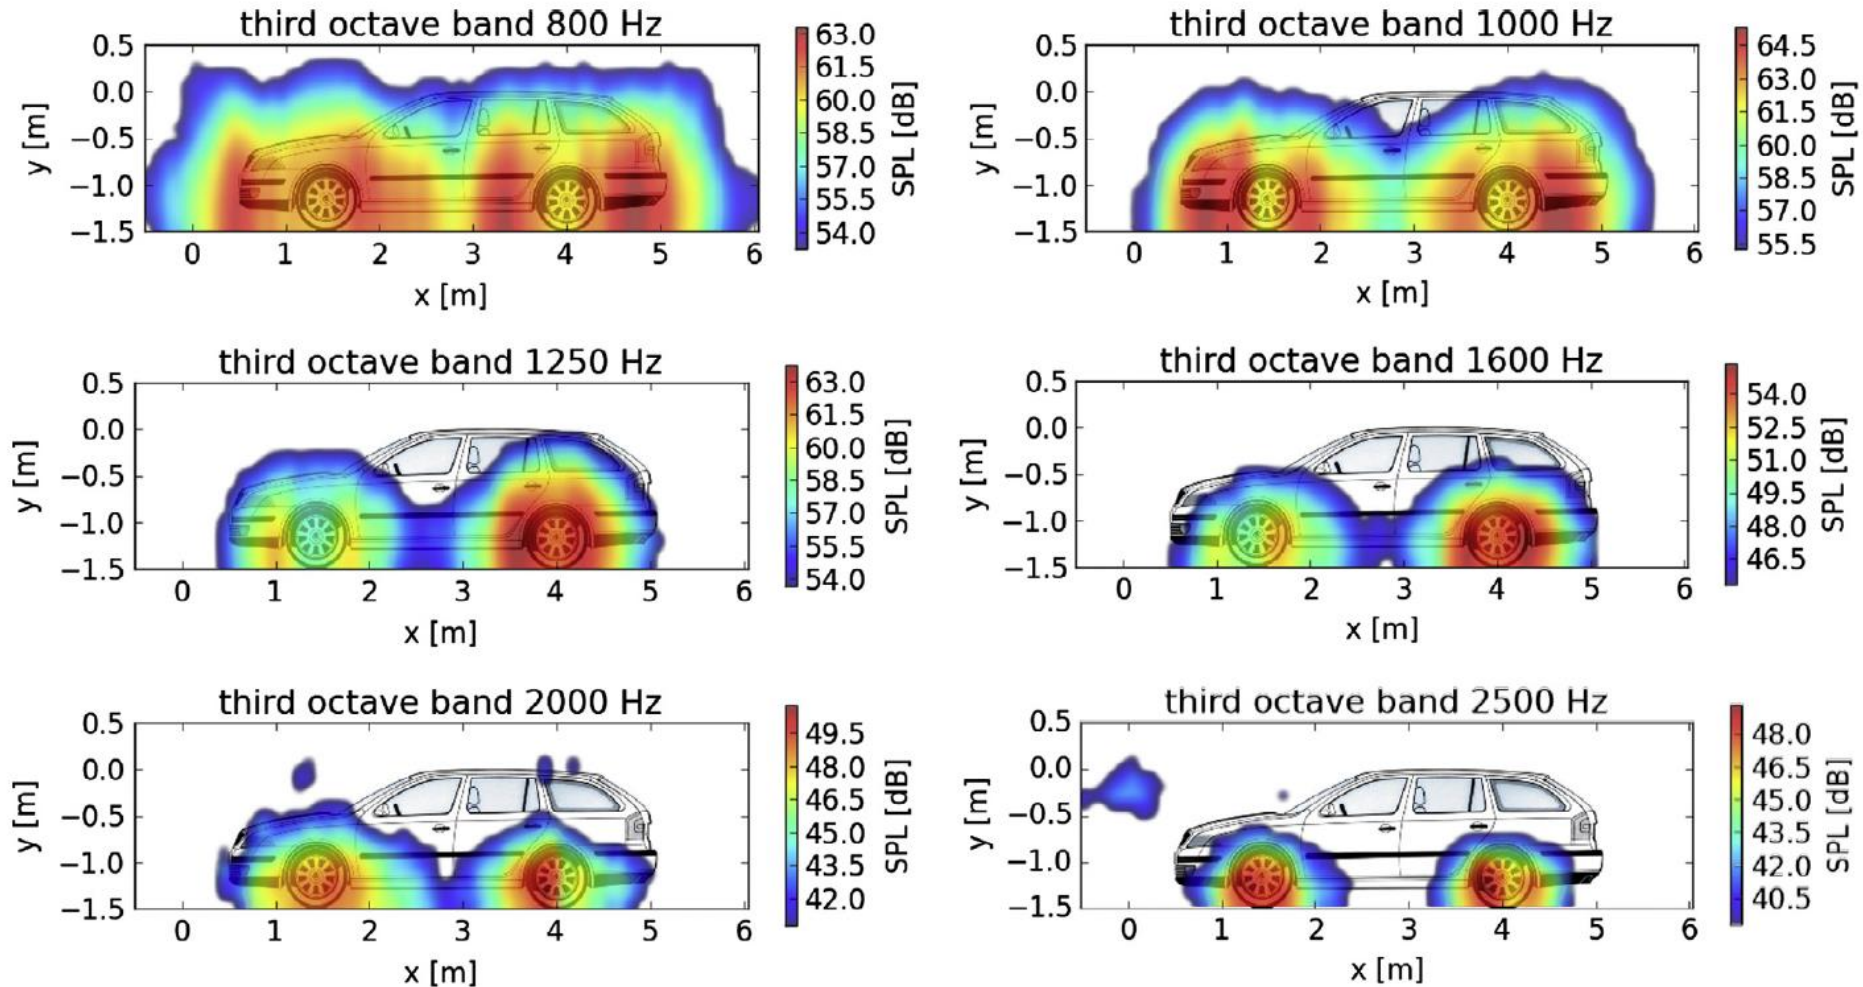 third octave band 800 Hz
0.5
0.0
−0.5
−1.0
−1.5
y [m]
0 1 2 3 4 5 6
x [m]
63.0
61.5
60.0
58.5
57.0
55.5
54.0
SPL [dB]
third octave band 1000 Hz
0.5
0.0
−0.5
−1.0
−1.5
y [m]
0 1 2 3 4 5 6
x [m]
64.5
63.0
61.5
60.0
58.5
57.0
55.5
SPL [dB]
third octave band 1250 Hz
0.5
0.0
−0.5
−1.0
−1.5
y [m]
0 1 2 3 4 5 6
x [m]
63.0
61.5
60.0
58.5
57.0
55.5
54.0
SPL [dB]
third octave band 1600 Hz
0.5
0.0
−0.5
−1.0
−1.5
y [m]
0 1 2 3 4 5 6
x [m]
54.0
52.5
51.0
49.5
48.0
46.5
SPL [dB]
third octave band 2000 Hz
0.5
0.0
−0.5
−1.0
−1.5
y [m]
0 1 2 3 4 5 6
x [m]
49.5
48.0
46.5
45.0
43.5
42.0
SPL [dB]
third octave band 2500 Hz
0.5
0.0
−0.5
−1.0
−1.5
y [m]
0 1 2 3 4 5 6
x [m]
48.0
46.5
45.0
43.5
42.0
40.5
SPL [dB]